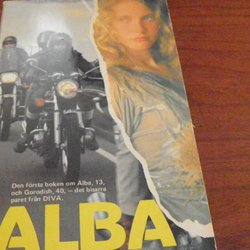 Den första boken om Alba, 13,
och Gorodish, 40, – det bisarra
paret från DIVA.
ALBA